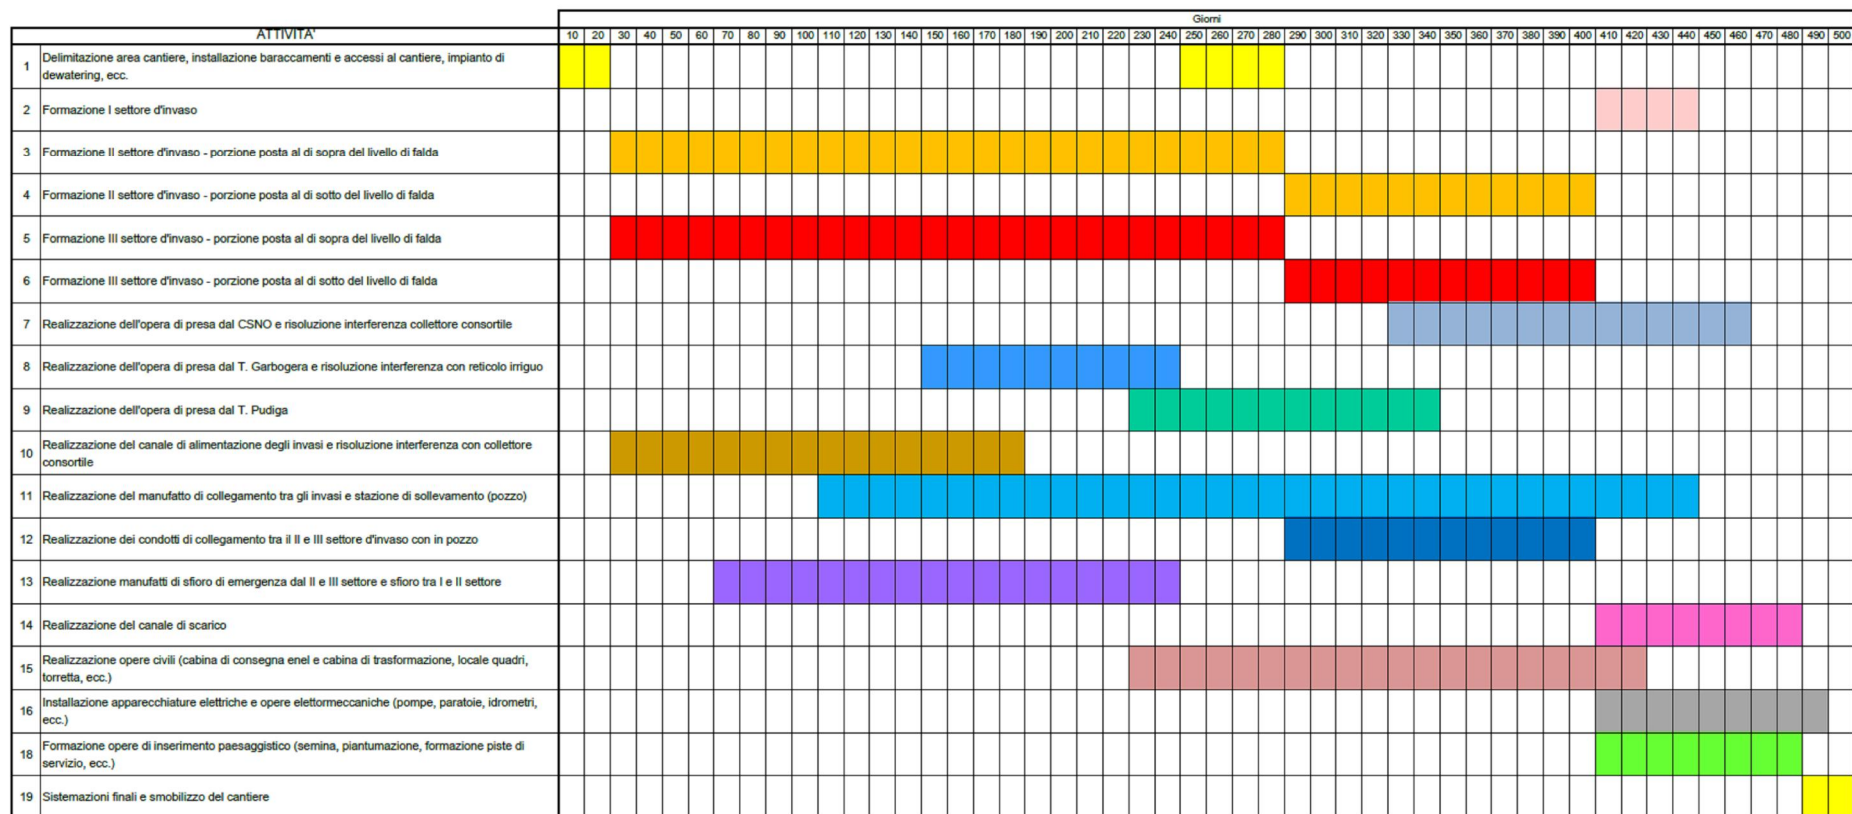 Giorni
ATTIVITA' 10 20 30 40 50 60 70 80 90 100 110 120 130 140 150 160 170 180 190 200 210 220 230 240 250 260 270 280 290 300 310 320 330 340 350 360 370 380 390 400 410 420 430 440 450 460 480 490 500
1 Delimitazione area cantiere, installazione baraccamenti e accessi al cantiere, impianto di
dewatering, ecc.
2 Formazione I settore d'invaso
3 Formazione II settore d'invaso - porzione posta al di sopra del livello di falda
4 Formazione II settore d'invaso - porzione posta al di sotto del livello di falda
5 Formazione III settore d'invaso - porzione posta al di sopra del livello di falda
6 Formazione III settore d'invaso - porzione posta al di sotto del livello di falda
7 Realizzazione dell'opera di presa dal CSNO e risoluzione interferenza collettore consortile
8 Realizzazione dell'opera di presa dal T. Garbogera e risoluzione interferenza con reticolo irriguo
9 Realizzazione dell'opera di presa dal T. Pudiga
10 Realizzazione del canale di alimentazione degli invasi e risoluzione interferenza con collettore
consortile
11 Realizzazione del manufatto di collegamento tra gli invasi e stazione di sollevamento (pozzo)
12 Realizzazione dei condotti di collegamento tra il II e III settore d'invaso con in pozzo
13 Realizzazione manufatti di sfioro di emergenza dal II e III settore e sfioro tra I e II settore
14 Realizzazione del canale di scarico
15 Realizzazione opere civili (cabina di consegna enel e cabina di trasformazione, locale quadri,
torretta, ecc.)
16 Installazione apparecchiature elettriche e opere elettormeccaniche (pompe, paratoie, idrometri,
ecc.)
18 Formazione opere di inserimento paesaggistico (semina, piantumazione, formazione piste di
servizio, ecc.)
19 Sistemazioni finali e smobilizzo del cantiere